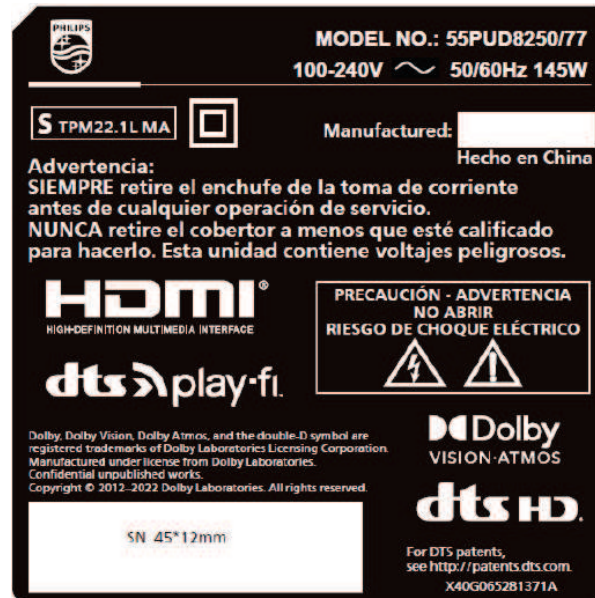 PHILIPS
MODEL NO.: 55PUD8250/77
100-240V ~ 50/60Hz 145W
S TPM22.1L MA
Manufactured:
Hecho en China
Advertencia:
SIEMPRE retire el enchufe de la toma de corriente
antes de cualquier operación de servicio.
NUNCA retire el cobertor a menos que esté calificado
para hacerlo. Esta unidad contiene voltajes peligrosos.
HDMI®
HIGH-DEFINITION MULTIMEDIA INTERFACE
PRECAUCIÓN - ADVERTENCIA
NO ABRIR
RIESGO DE CHOQUE ELÉCTRICO
dts play-fi.
Dolby, Dolby Vision, Dolby Atmos, and the double-D symbol are
registered trademarks of Dolby Laboratories Licensing Corporation.
Manufactured under license from Dolby Laboratories.
Confidential unpublished works.
Copyright © 2012-2022 Dolby Laboratories. All rights reserved.
Dolby
VISION·ATMOS
dts HD.
SN 45*12mm
For DTS patents,
see http://patents.dts.com.
X40G065281371A